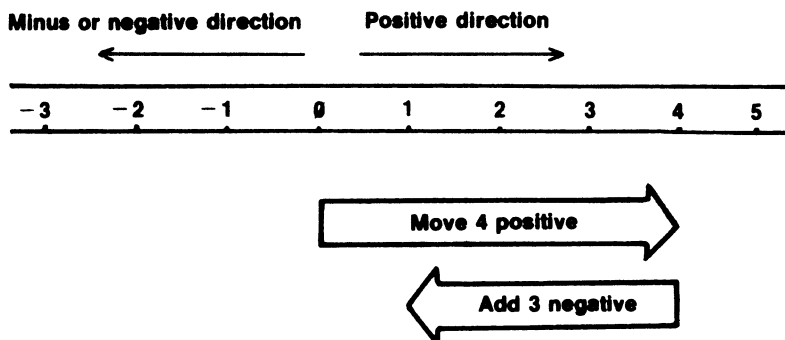 Minus or negative direction Positive direction
−3 −2 −1 0 1 2 3 4 5
Move 4 positive
Add 3 negative